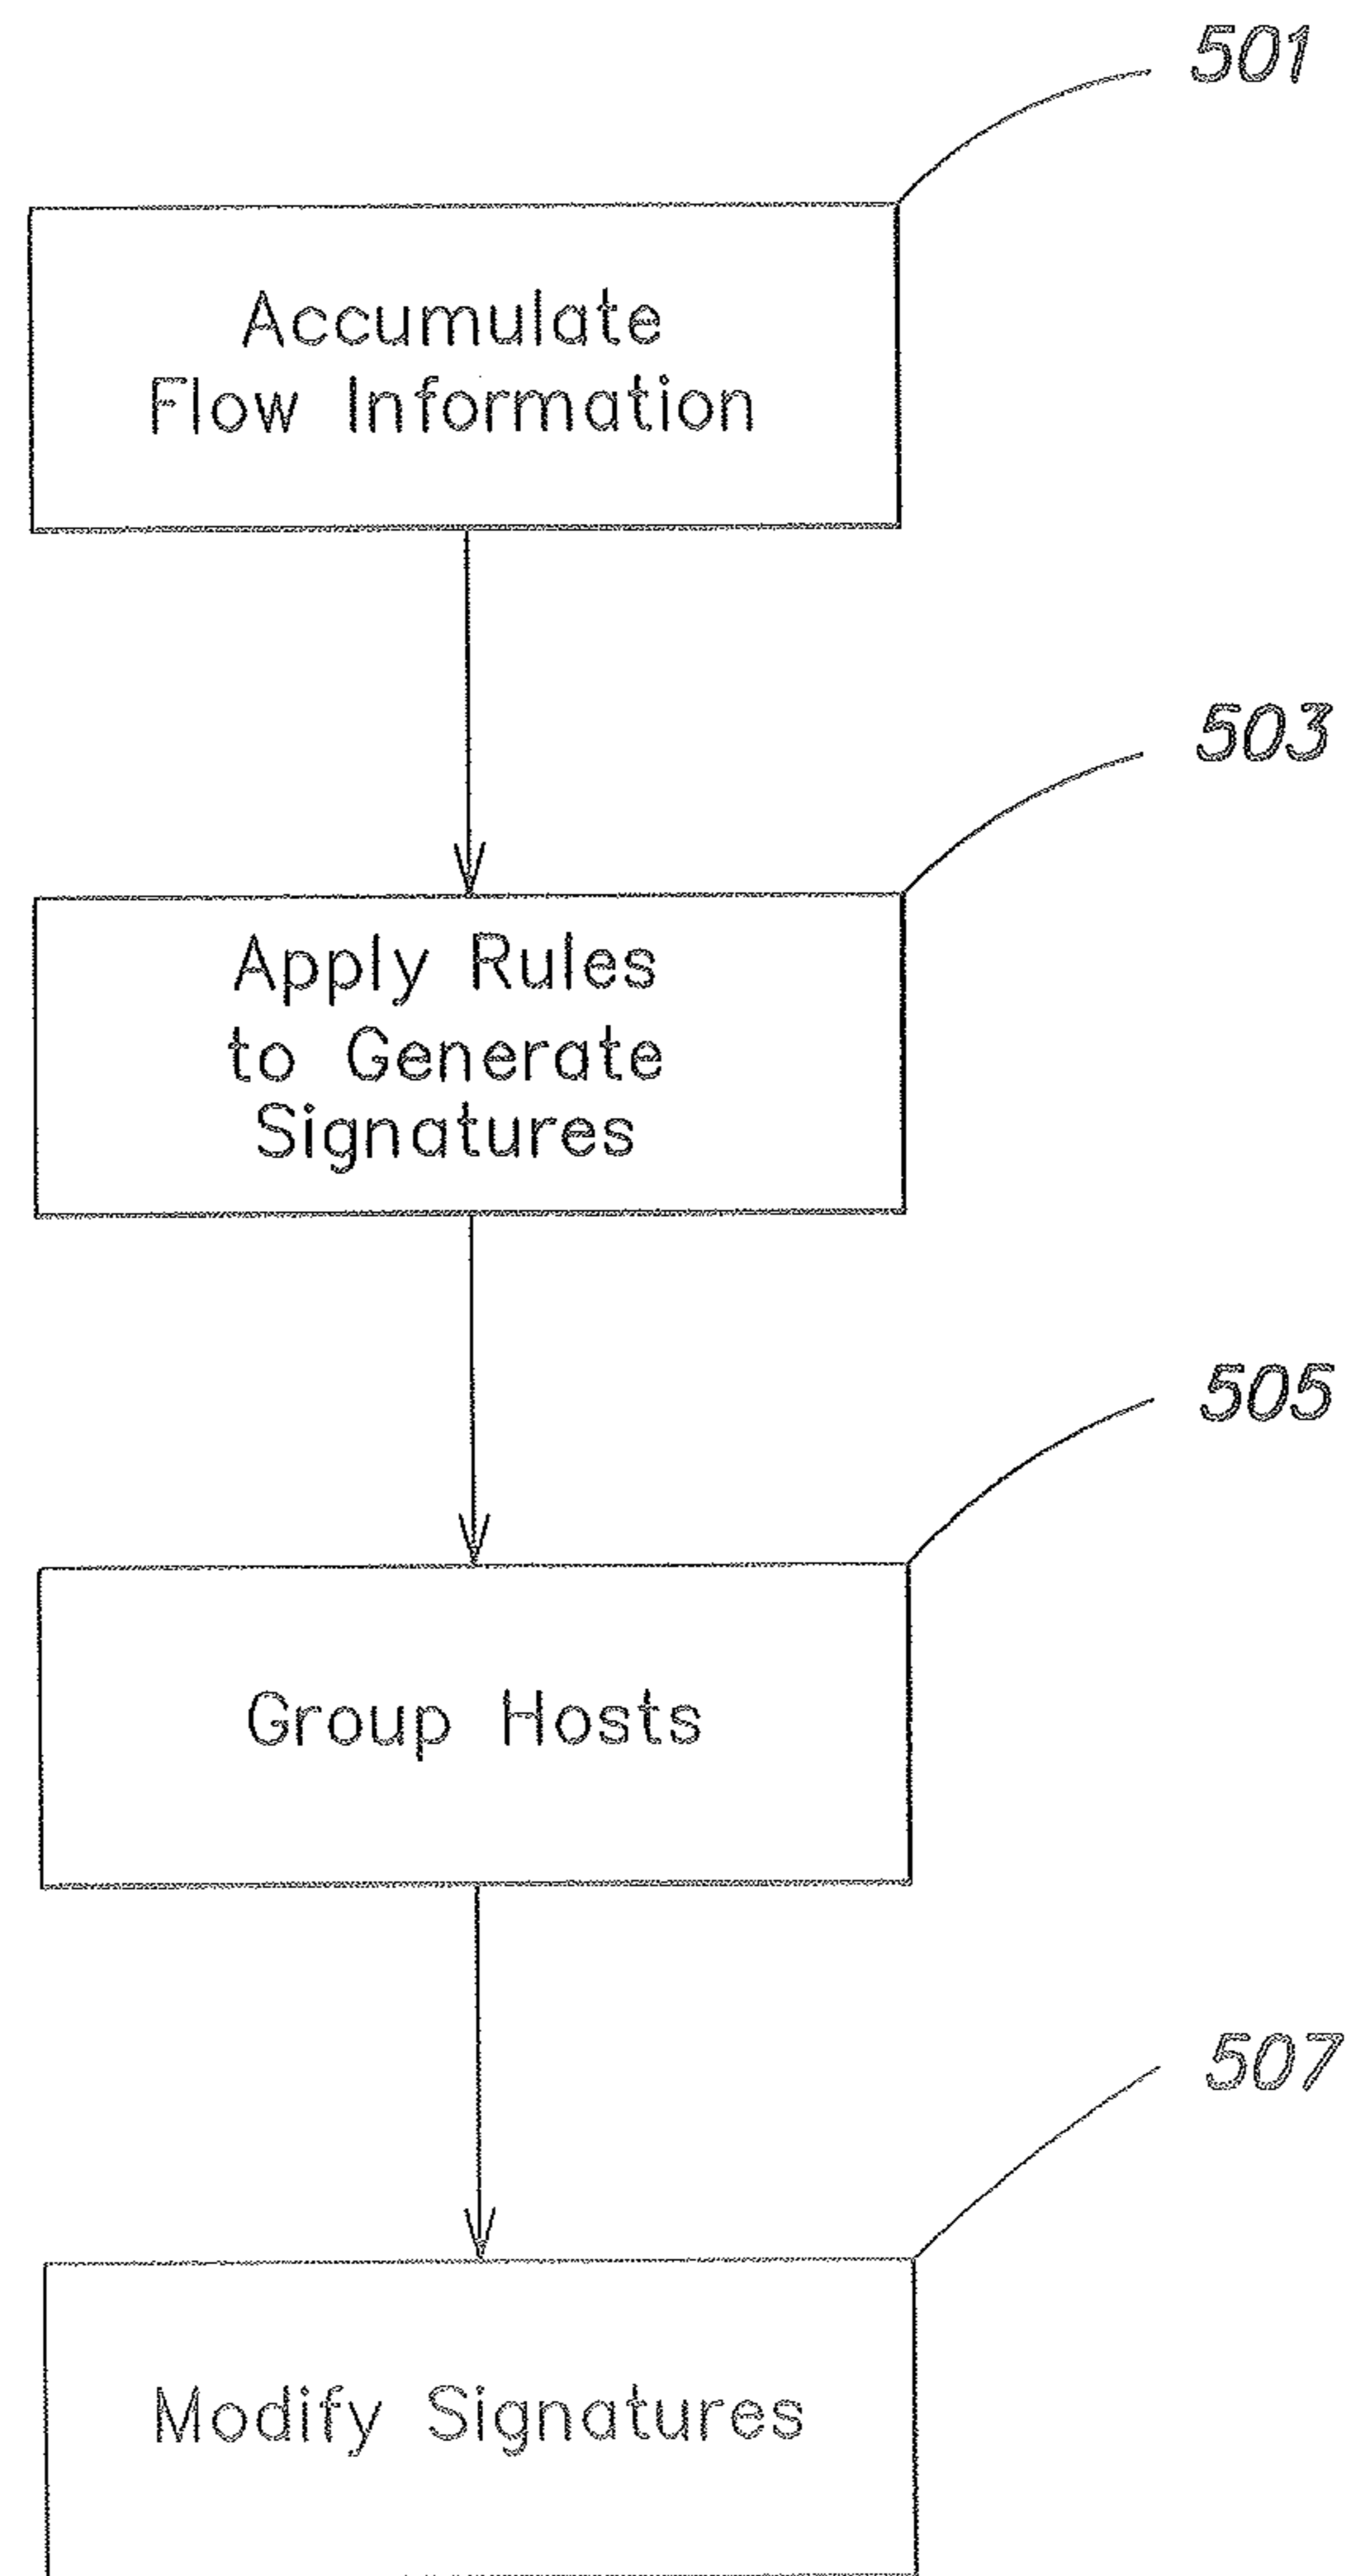 501
Accumulate
Flow Information
503
Apply Rules
to Generate
Signatures
505
Group Hosts
507
Modify Signatures